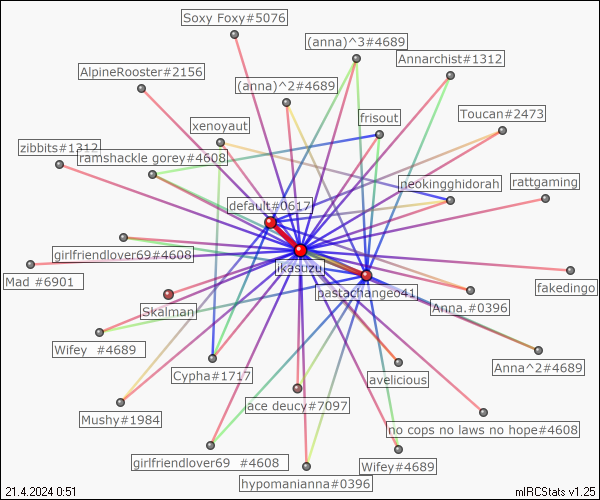 Soxy Foxy#5076
(anna)^3#4689
Annarchist#1312
AlpineRooster#2156
(anna)^2#4689
Toucan#2473
frisout
xenoyaut
zibbits#1312
ramshackle gorey#4608
neokingghidorah
rattgaming
default#0617
girlfriendlover69#4608
ikasuzu
Mad #6901
pastachangeo41
fakedingo
Skalman
Anna.#0396
Wifey  #4689
Anna^2#4689
Cypha#1717
avelicious
ace deucy#7097
Mushy#1984
no cops no laws no hope#4608
girlfriendlover69  #4608
Wifey#4689
hypomanianna#0396
21.4.2024 0:51
mIRCStats v1.25